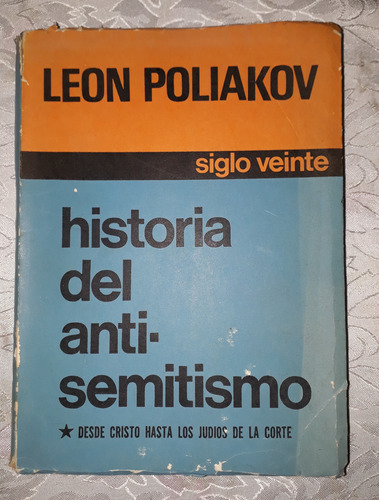 LEON POLIAKOV
siglo veinte
historia
del
anti-
semitismo
★ DESDE CRISTO HASTA LOS JUDIOS DE LA CORTE